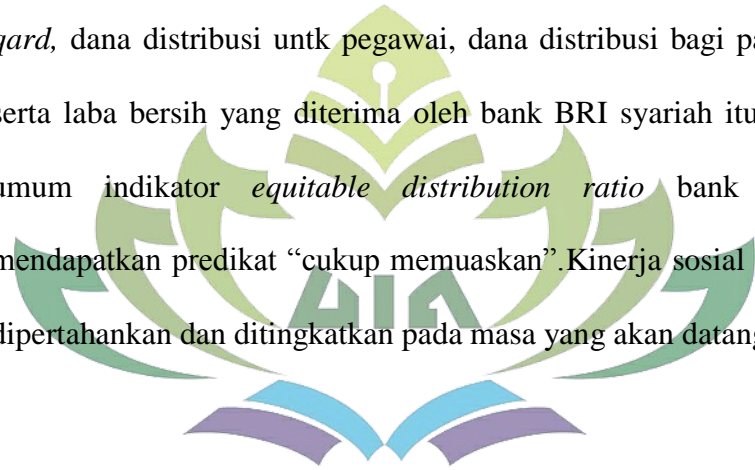 qard, dana distribusi untk pegawai, dana distribusi bagi pa
serta laba bersih yang diterima oleh bank BRI syariah itu
umum indikator equitable distribution ratio bank
mendapatkan predikat “cukup memuaskan”.Kinerja sosial
dipertahankan dan ditingkatkan pada masa yang akan datang